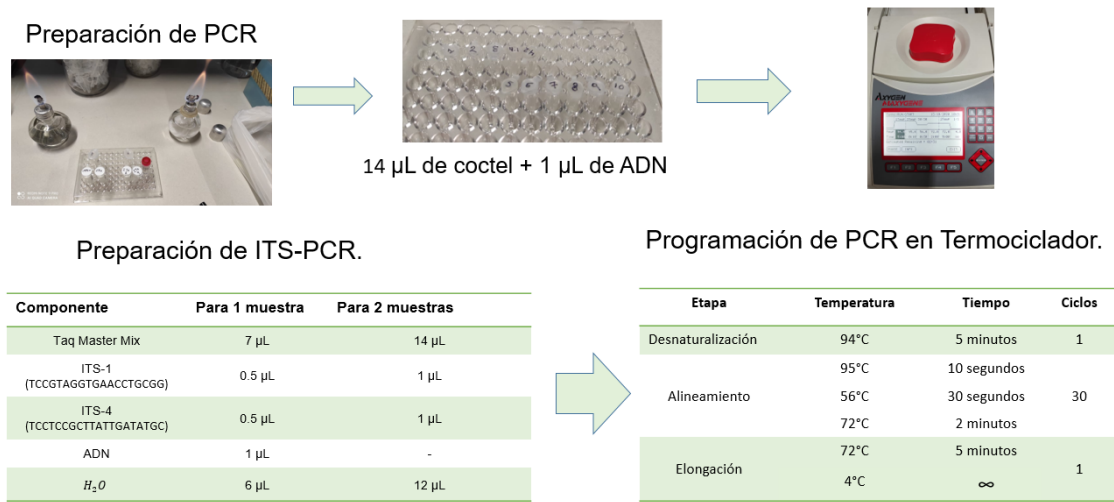 Preparación de PCR
14 µL de coctel + 1 µL de ADN
AXYGEN
MAXYGENE
Preparación de ITS-PCR.
Componente Para 1 muestra Para 2 muestras
Taq Master Mix 7 µL 14 µL
ITS-1
(TCCGTAGGTGAACCTGCGG) 0.5 µL 1 µL
ITS-4
(TCCTCCGCTTATTGATATGC) 0.5 µL 1 µL
ADN 1 µL -
H₂O 6 µL 12 µL
Programación de PCR en Termociclador.
Etapa Temperatura Tiempo Ciclos
Desnaturalización 94°C 5 minutos 1
95°C 10 segundos
Alineamiento 56°C 30 segundos 30
72°C 2 minutos
72°C 5 minutos
Elongación 1
4°C ∞